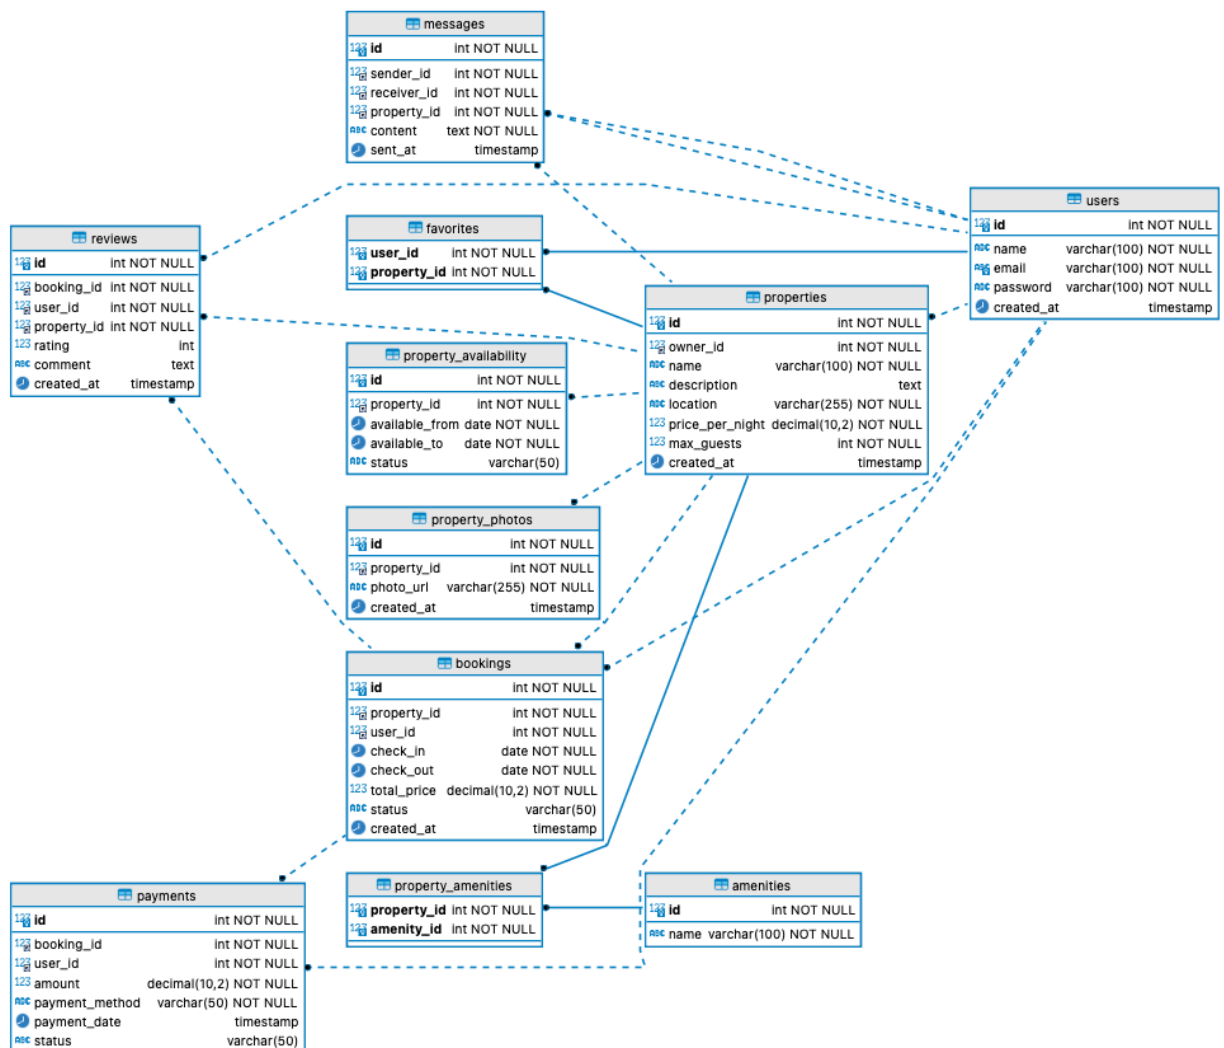 messages
id int NOT NULL
sender_id int NOT NULL
receiver_id int NOT NULL
property_id int NOT NULL
content text NOT NULL
sent_at timestamp
users
id int NOT NULL
name varchar(100) NOT NULL
email varchar(100) NOT NULL
password varchar(100) NOT NULL
created_at timestamp
favorites
user_id int NOT NULL
property_id int NOT NULL
reviews
id int NOT NULL
booking_id int NOT NULL
user_id int NOT NULL
property_id int NOT NULL
rating int
comment text
created_at timestamp
properties
id int NOT NULL
owner_id int NOT NULL
name varchar(100) NOT NULL
description text
location varchar(255) NOT NULL
price_per_night decimal(10,2) NOT NULL
max_guests int NOT NULL
created_at timestamp
property_availability
id int NOT NULL
property_id int NOT NULL
available_from date NOT NULL
available_to date NOT NULL
status varchar(50)
property_photos
id int NOT NULL
property_id int NOT NULL
photo_url varchar(255) NOT NULL
created_at timestamp
bookings
id int NOT NULL
property_id int NOT NULL
user_id int NOT NULL
check_in date NOT NULL
check_out date NOT NULL
total_price decimal(10,2) NOT NULL
status varchar(50)
created_at timestamp
payments
id int NOT NULL
booking_id int NOT NULL
user_id int NOT NULL
amount decimal(10,2) NOT NULL
payment_method varchar(50) NOT NULL
payment_date timestamp
status varchar(50)
property_amenities
property_id int NOT NULL
amenity_id int NOT NULL
amenities
id int NOT NULL
name varchar(100) NOT NULL